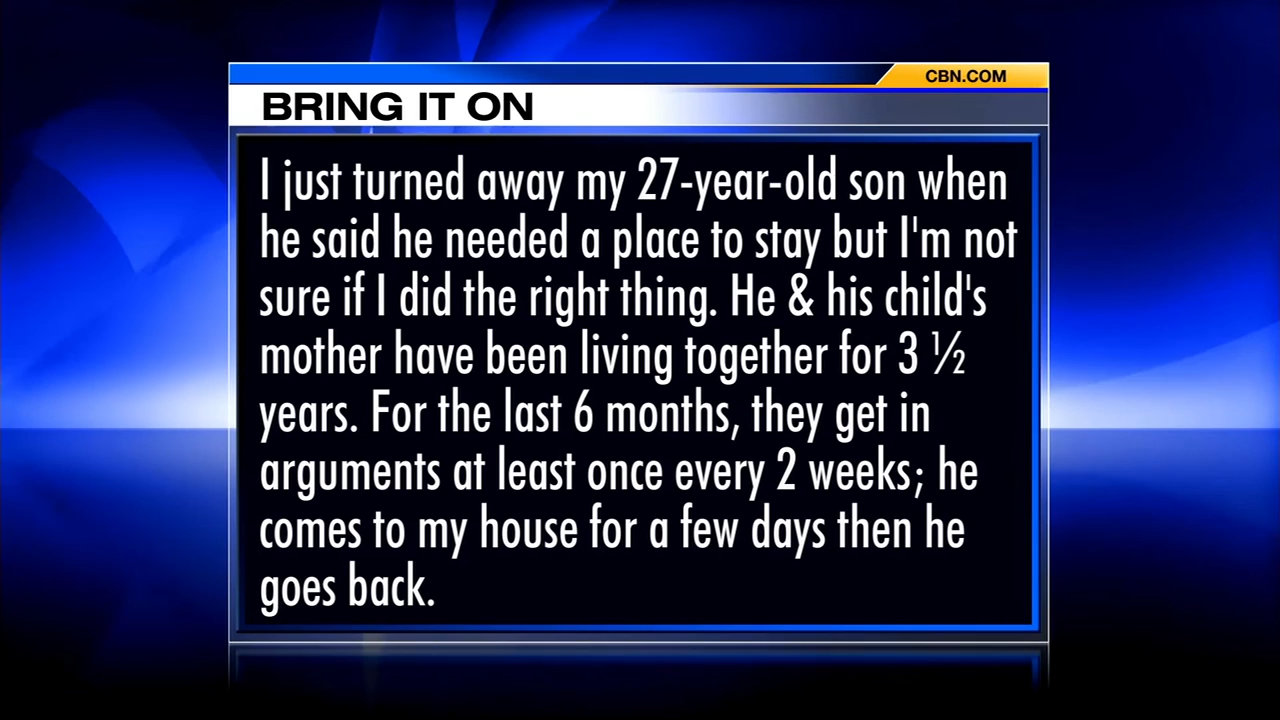 CBN.COM
BRING IT ON
I just turned away my 27-year-old son when
he said he needed a place to stay but I'm not
sure if I did the right thing. He & his child's
mother have been living together for 3 ½
years. For the last 6 months, they get in
arguments at least once every 2 weeks; he
comes to my house for a few days then he
goes back.